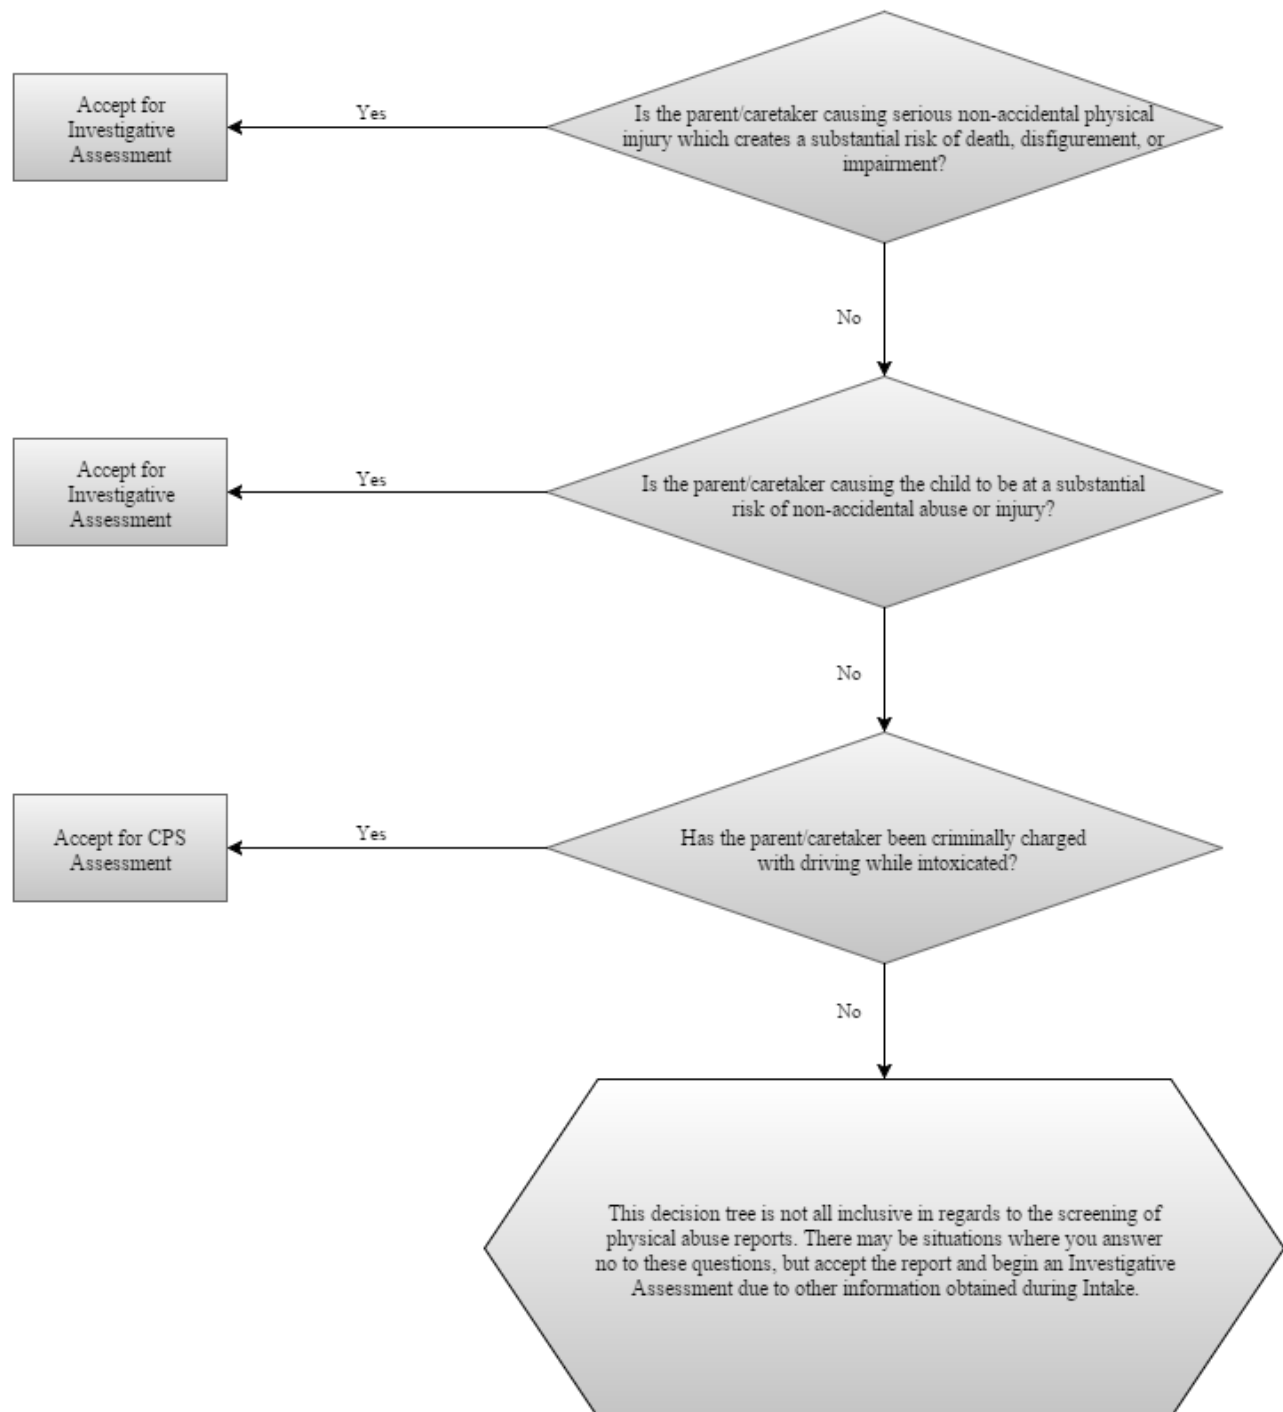 Accept for
Investigative
Assessment
Yes
Is the parent/caretaker causing serious non-accidental physical
injury which creates a substantial risk of death, disfigurement, or
impairment?
No
Accept for
Investigative
Assessment
Yes
Is the parent/caretaker causing the child to be at a substantial
risk of non-accidental abuse or injury?
No
Accept for CPS
Assessment
Yes
Has the parent/caretaker been criminally charged
with driving while intoxicated?
No
This decision tree is not all inclusive in regards to the screening of
physical abuse reports. There may be situations where you answer
no to these questions, but accept the report and begin an Investigative
Assessment due to other information obtained during Intake.